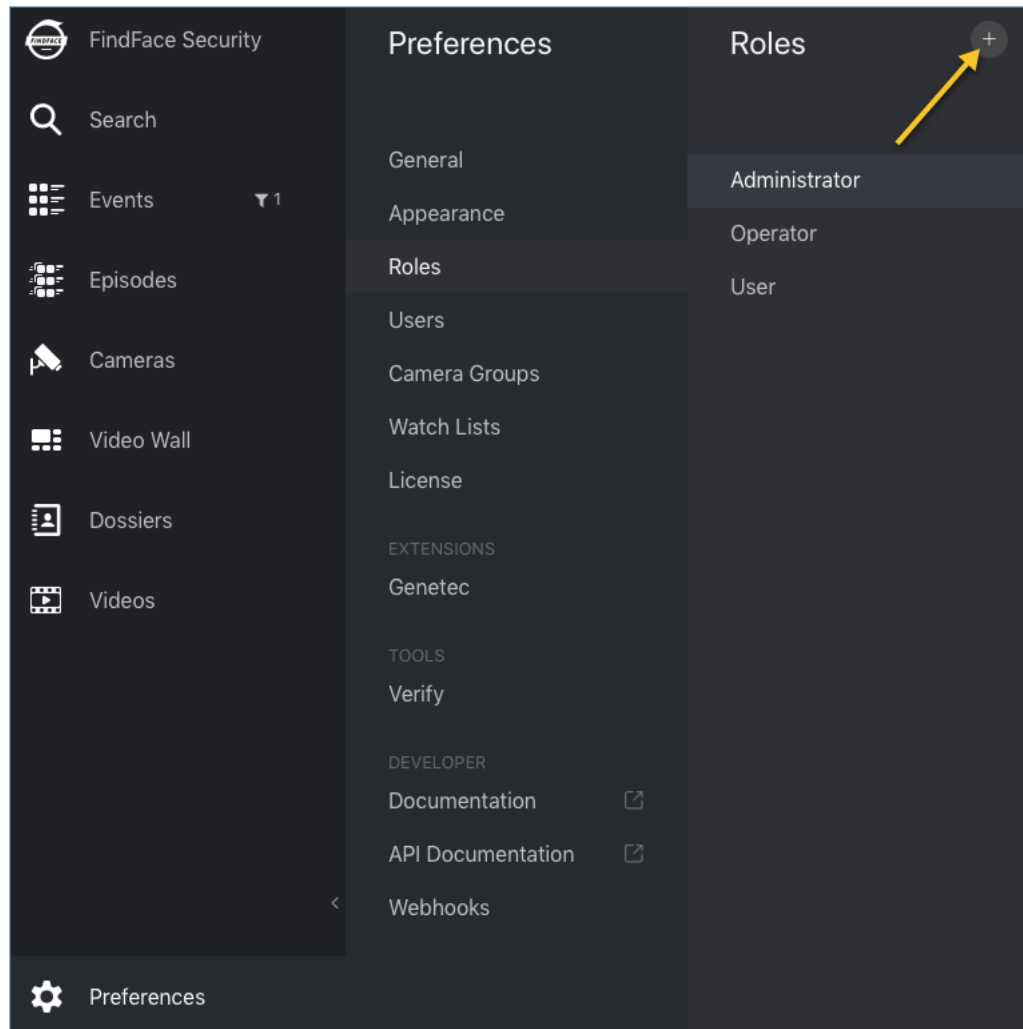 FINDFACE
FindFace Security
Search
Events 1
Episodes
Cameras
Video Wall
Dossiers
Videos
Preferences
Preferences
General
Appearance
Roles
Users
Camera Groups
Watch Lists
License
EXTENSIONS
Genetec
TOOLS
Verify
DEVELOPER
Documentation
API Documentation
Webhooks
Roles +
Administrator
Operator
User